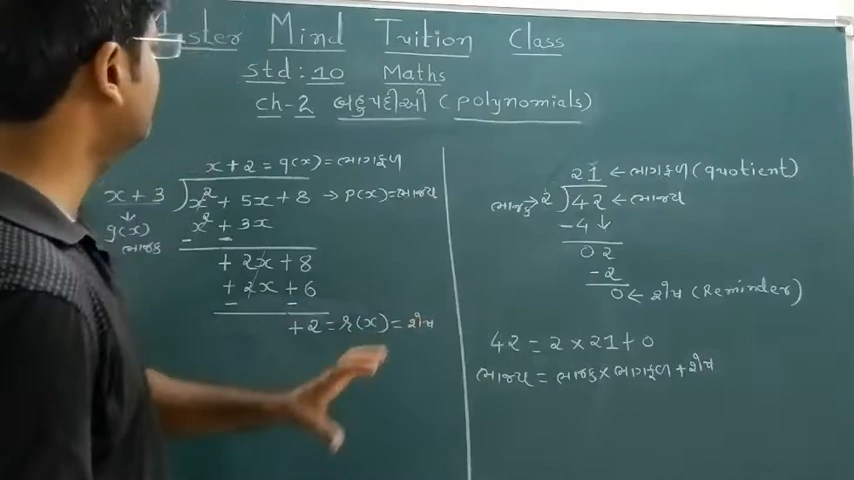 Master Mind Tuition Class
Std : 10 Maths
Ch-2 બહુપદીઓ (Polynomials)
x + 2 = q(x) = ભાગફળ
x + 3 ) x² + 5x + 8 → P(x) = ભાજ્ય
g(x) x² + 3x
ભાજક - -
+ 2x + 8
+ 2x + 6
- -
+ 2 = r(x) = શેષ
21 ← ભાગફળ (quotient)
ભાજક → 2 ) 42 ← ભાજ્ય
- 4 ↓
02
- 2
0 ← શેષ (Reminder)
42 = 2 × 21 + 0
ભાજ્ય = ભાજક × ભાગફળ + શેષ